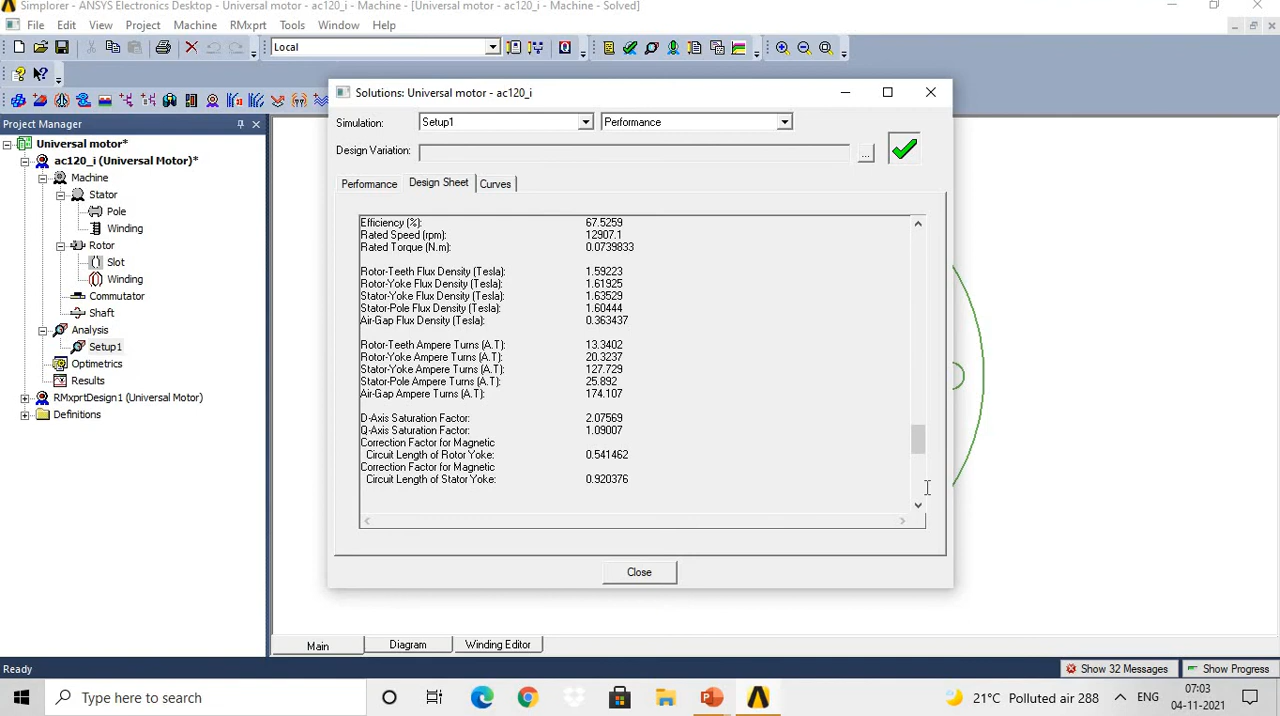 Simplorer - ANSYS Electronics Desktop - Universal motor - ac120_i - Machine - [Universal motor - ac120_i - Machine - Solved]
File Edit View Project Machine RMxprt Tools Window Help
Local
Project Manager
Universal motor*
ac120_i (Universal Motor)*
Machine
Stator
Pole
Winding
Rotor
Slot
Winding
Commutator
Shaft
Analysis
Setup1
Optimetrics
Results
RMxprtDesign1 (Universal Motor)
Definitions
Solutions: Universal motor - ac120_i
Simulation: Setup1 Performance
Design Variation: ...
Performance Design Sheet Curves
Efficiency (%): 67.5259
Rated Speed (rpm): 12907.1
Rated Torque (N.m): 0.0739833
Rotor-Teeth Flux Density (Tesla): 1.59223
Rotor-Yoke Flux Density (Tesla): 1.61925
Stator-Yoke Flux Density (Tesla): 1.63529
Stator-Pole Flux Density (Tesla): 1.60444
Air-Gap Flux Density (Tesla): 0.363437
Rotor-Teeth Ampere Turns (A.T): 13.3402
Rotor-Yoke Ampere Turns (A.T): 20.3237
Stator-Yoke Ampere Turns (A.T): 127.729
Stator-Pole Ampere Turns (A.T): 25.892
Air-Gap Ampere Turns (A.T): 174.107
D-Axis Saturation Factor: 2.07569
Q-Axis Saturation Factor: 1.09007
Correction Factor for Magnetic
Circuit Length of Rotor Yoke: 0.541462
Correction Factor for Magnetic
Circuit Length of Stator Yoke: 0.920376
Close
Main Diagram Winding Editor
Ready Show 32 Messages Show Progress
Type here to search 21°C Polluted air 288 ENG 07:03
04-11-2021